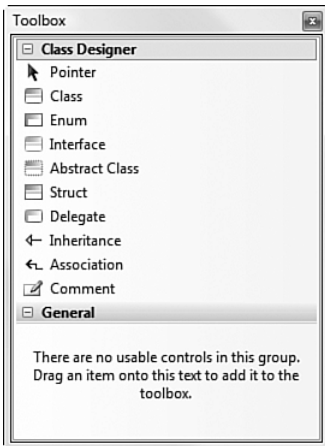 Toolbox
Class Designer
Pointer
Class
Enum
Interface
Abstract Class
Struct
Delegate
Inheritance
Association
Comment
General
There are no usable controls in this group.
Drag an item onto this text to add it to the
toolbox.